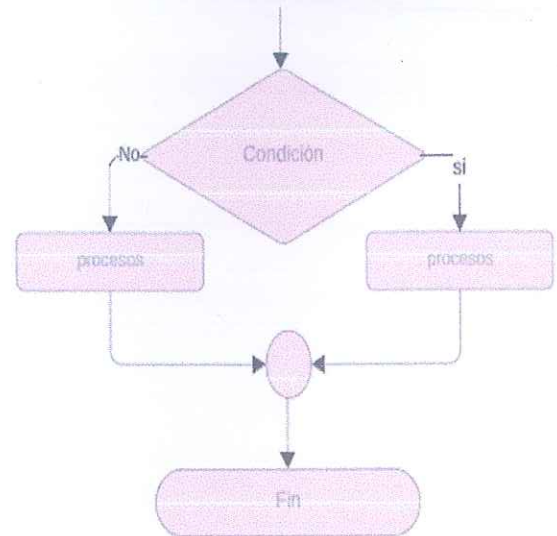 Condición
No
si
procesos
procesos
Fin